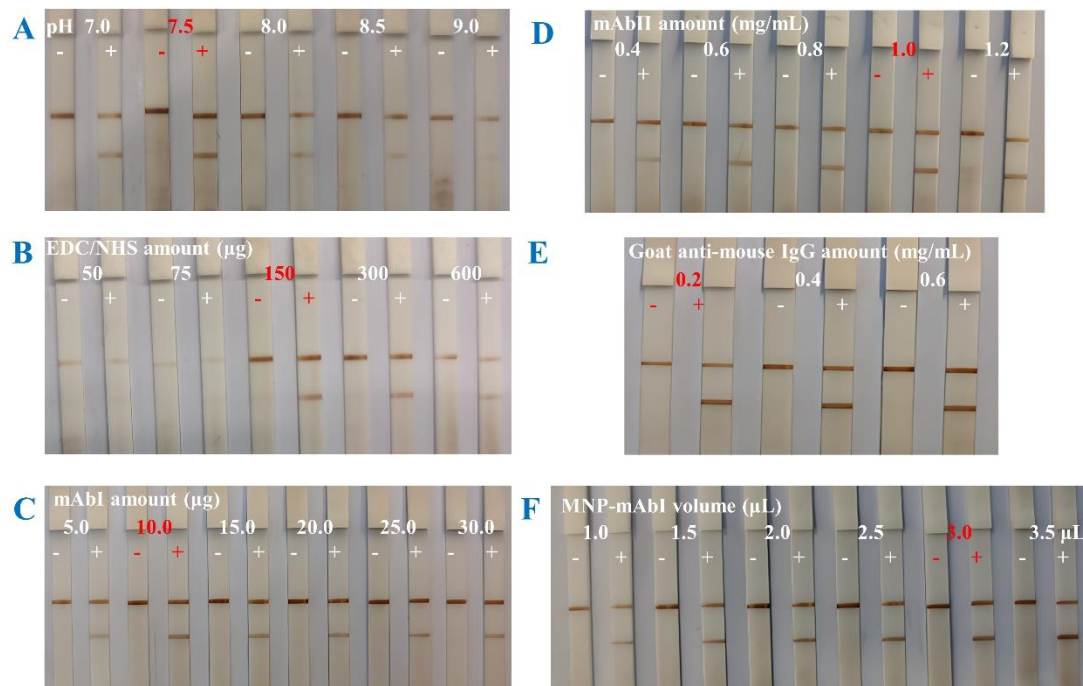 A
pH 7.0 7.5 8.0 8.5 9.0
- + - + - + - + - +
B
EDC/NHS amount (µg)
50 75 150 300 600
- + - + - + - + - +
C
mAbI amount (µg)
5.0 10.0 15.0 20.0 25.0 30.0
- + - + - + - + - + - +
D
mAbII amount (mg/mL)
0.4 0.6 0.8 1.0 1.2
- + - + - + - + - +
E
Goat anti-mouse IgG amount (mg/mL)
0.2 0.4 0.6
- + - + - +
F
MNP-mAbI volume (µL)
1.0 1.5 2.0 2.5 3.0 3.5 µL
- + - + - + - + - + - +